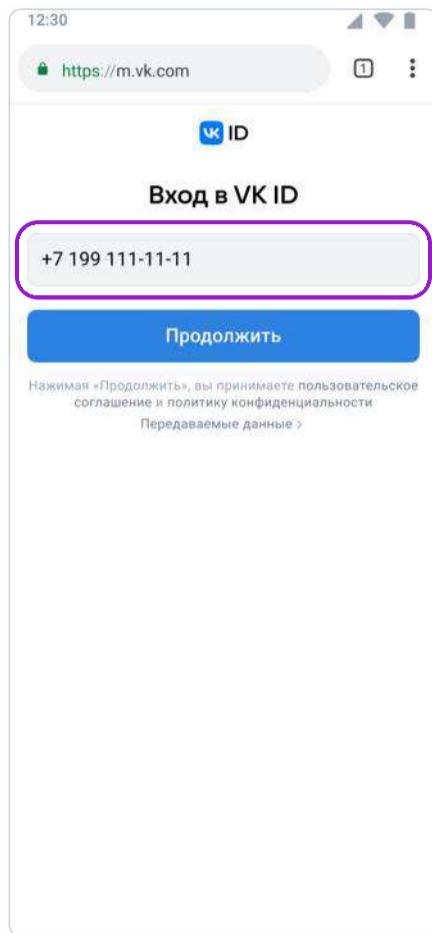 12:30
https://m.vk.com
1
VK ID
Вход в VK ID
+7 199 111-11-11
Продолжить
Нажимая «Продолжить», вы принимаете пользовательское
соглашение и политику конфиденциальности
Передаваемые данные >